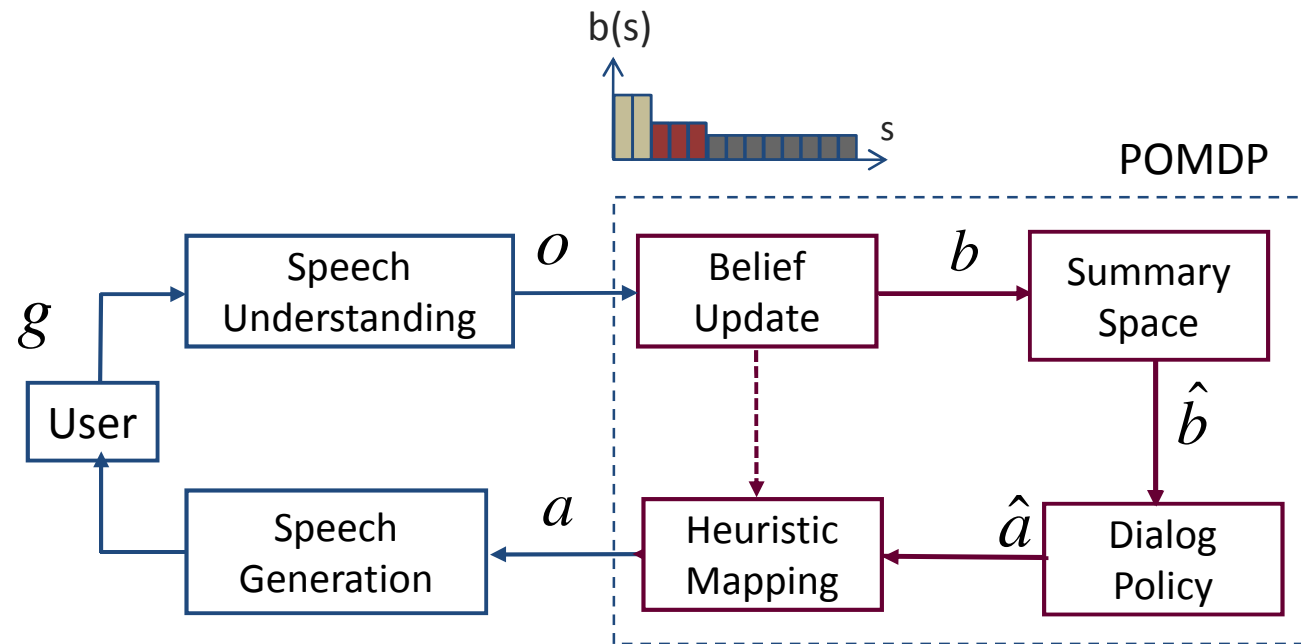 b(s)
s
POMDP
Speech
Understanding
o
Belief
Update
b
Summary
Space
g
User
b̂
Speech
Generation
a
Heuristic
Mapping
â
Dialog
Policy